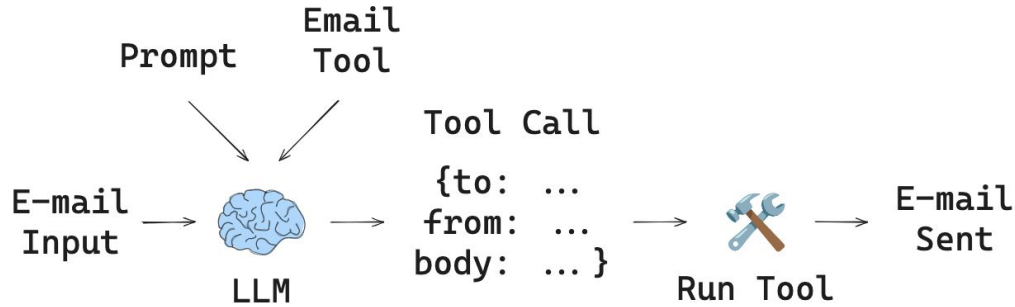 Prompt
Email
Tool
E-mail
Input
LLM
Tool Call
{to: ...
from: ...
body: ...}
Run Tool
E-mail
Sent